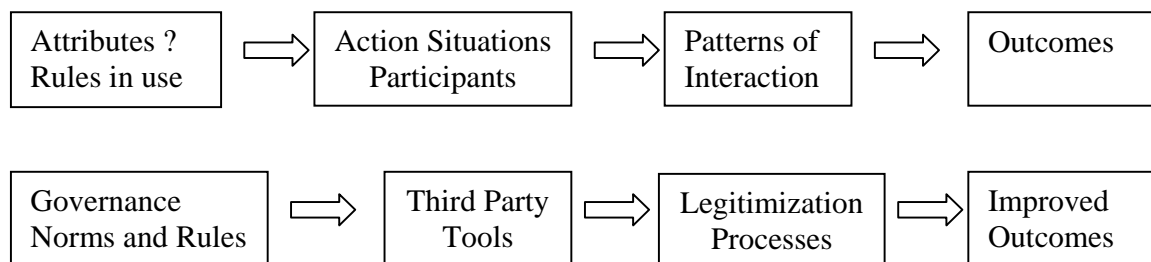 Attributes ?
Rules in use
Action Situations
Participants
Patterns of
Interaction
Outcomes
Governance
Norms and Rules
Third Party
Tools
Legitimization
Processes
Improved
Outcomes